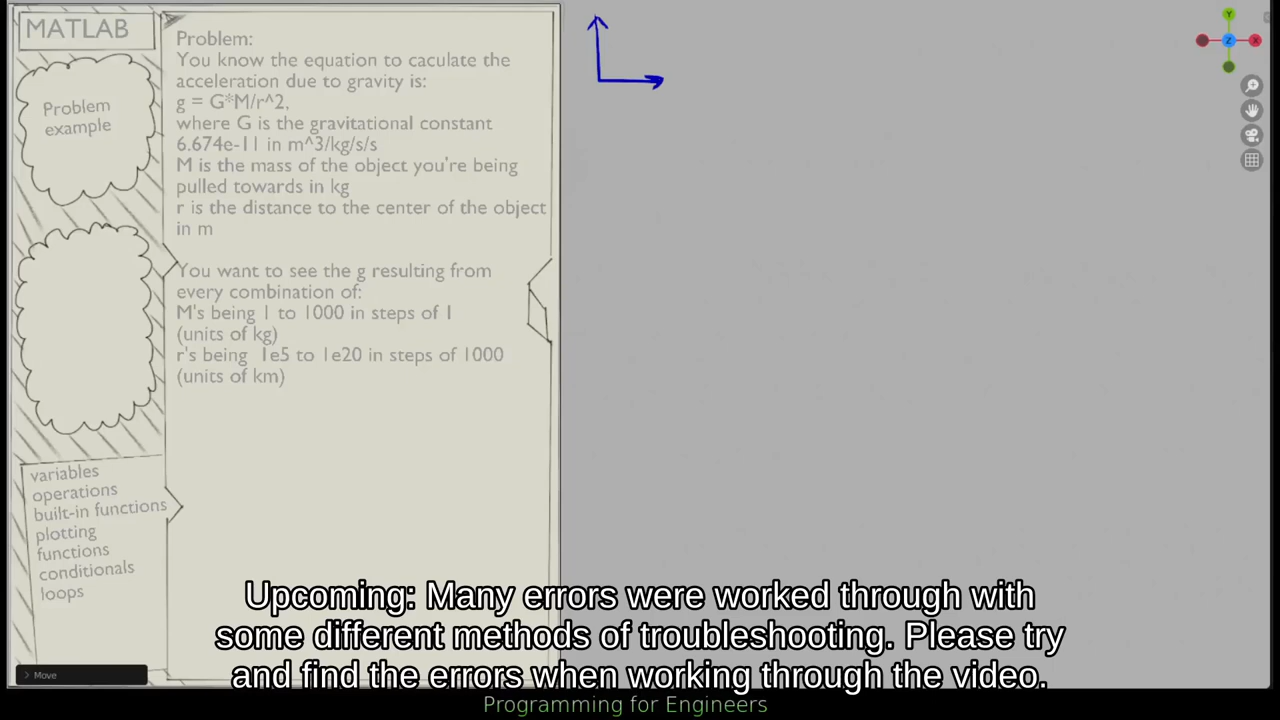 MATLAB
Problem
example
variables
operations
built-in functions
plotting
functions
conditionals
loops
Problem:
You know the equation to caculate the
acceleration due to gravity is:
g = G*M/r^2,
where G is the gravitational constant
6.674e-11 in m^3/kg/s/s
M is the mass of the object you're being
pulled towards in kg
r is the distance to the center of the object
in m
You want to see the g resulting from
every combination of:
M's being 1 to 1000 in steps of 1
(units of kg)
r's being 1e5 to 1e20 in steps of 1000
(units of km)
Y
Z
X
> Move
Upcoming: Many errors were worked through with
some different methods of troubleshooting. Please try
and find the errors when working through the video.
Programming for Engineers